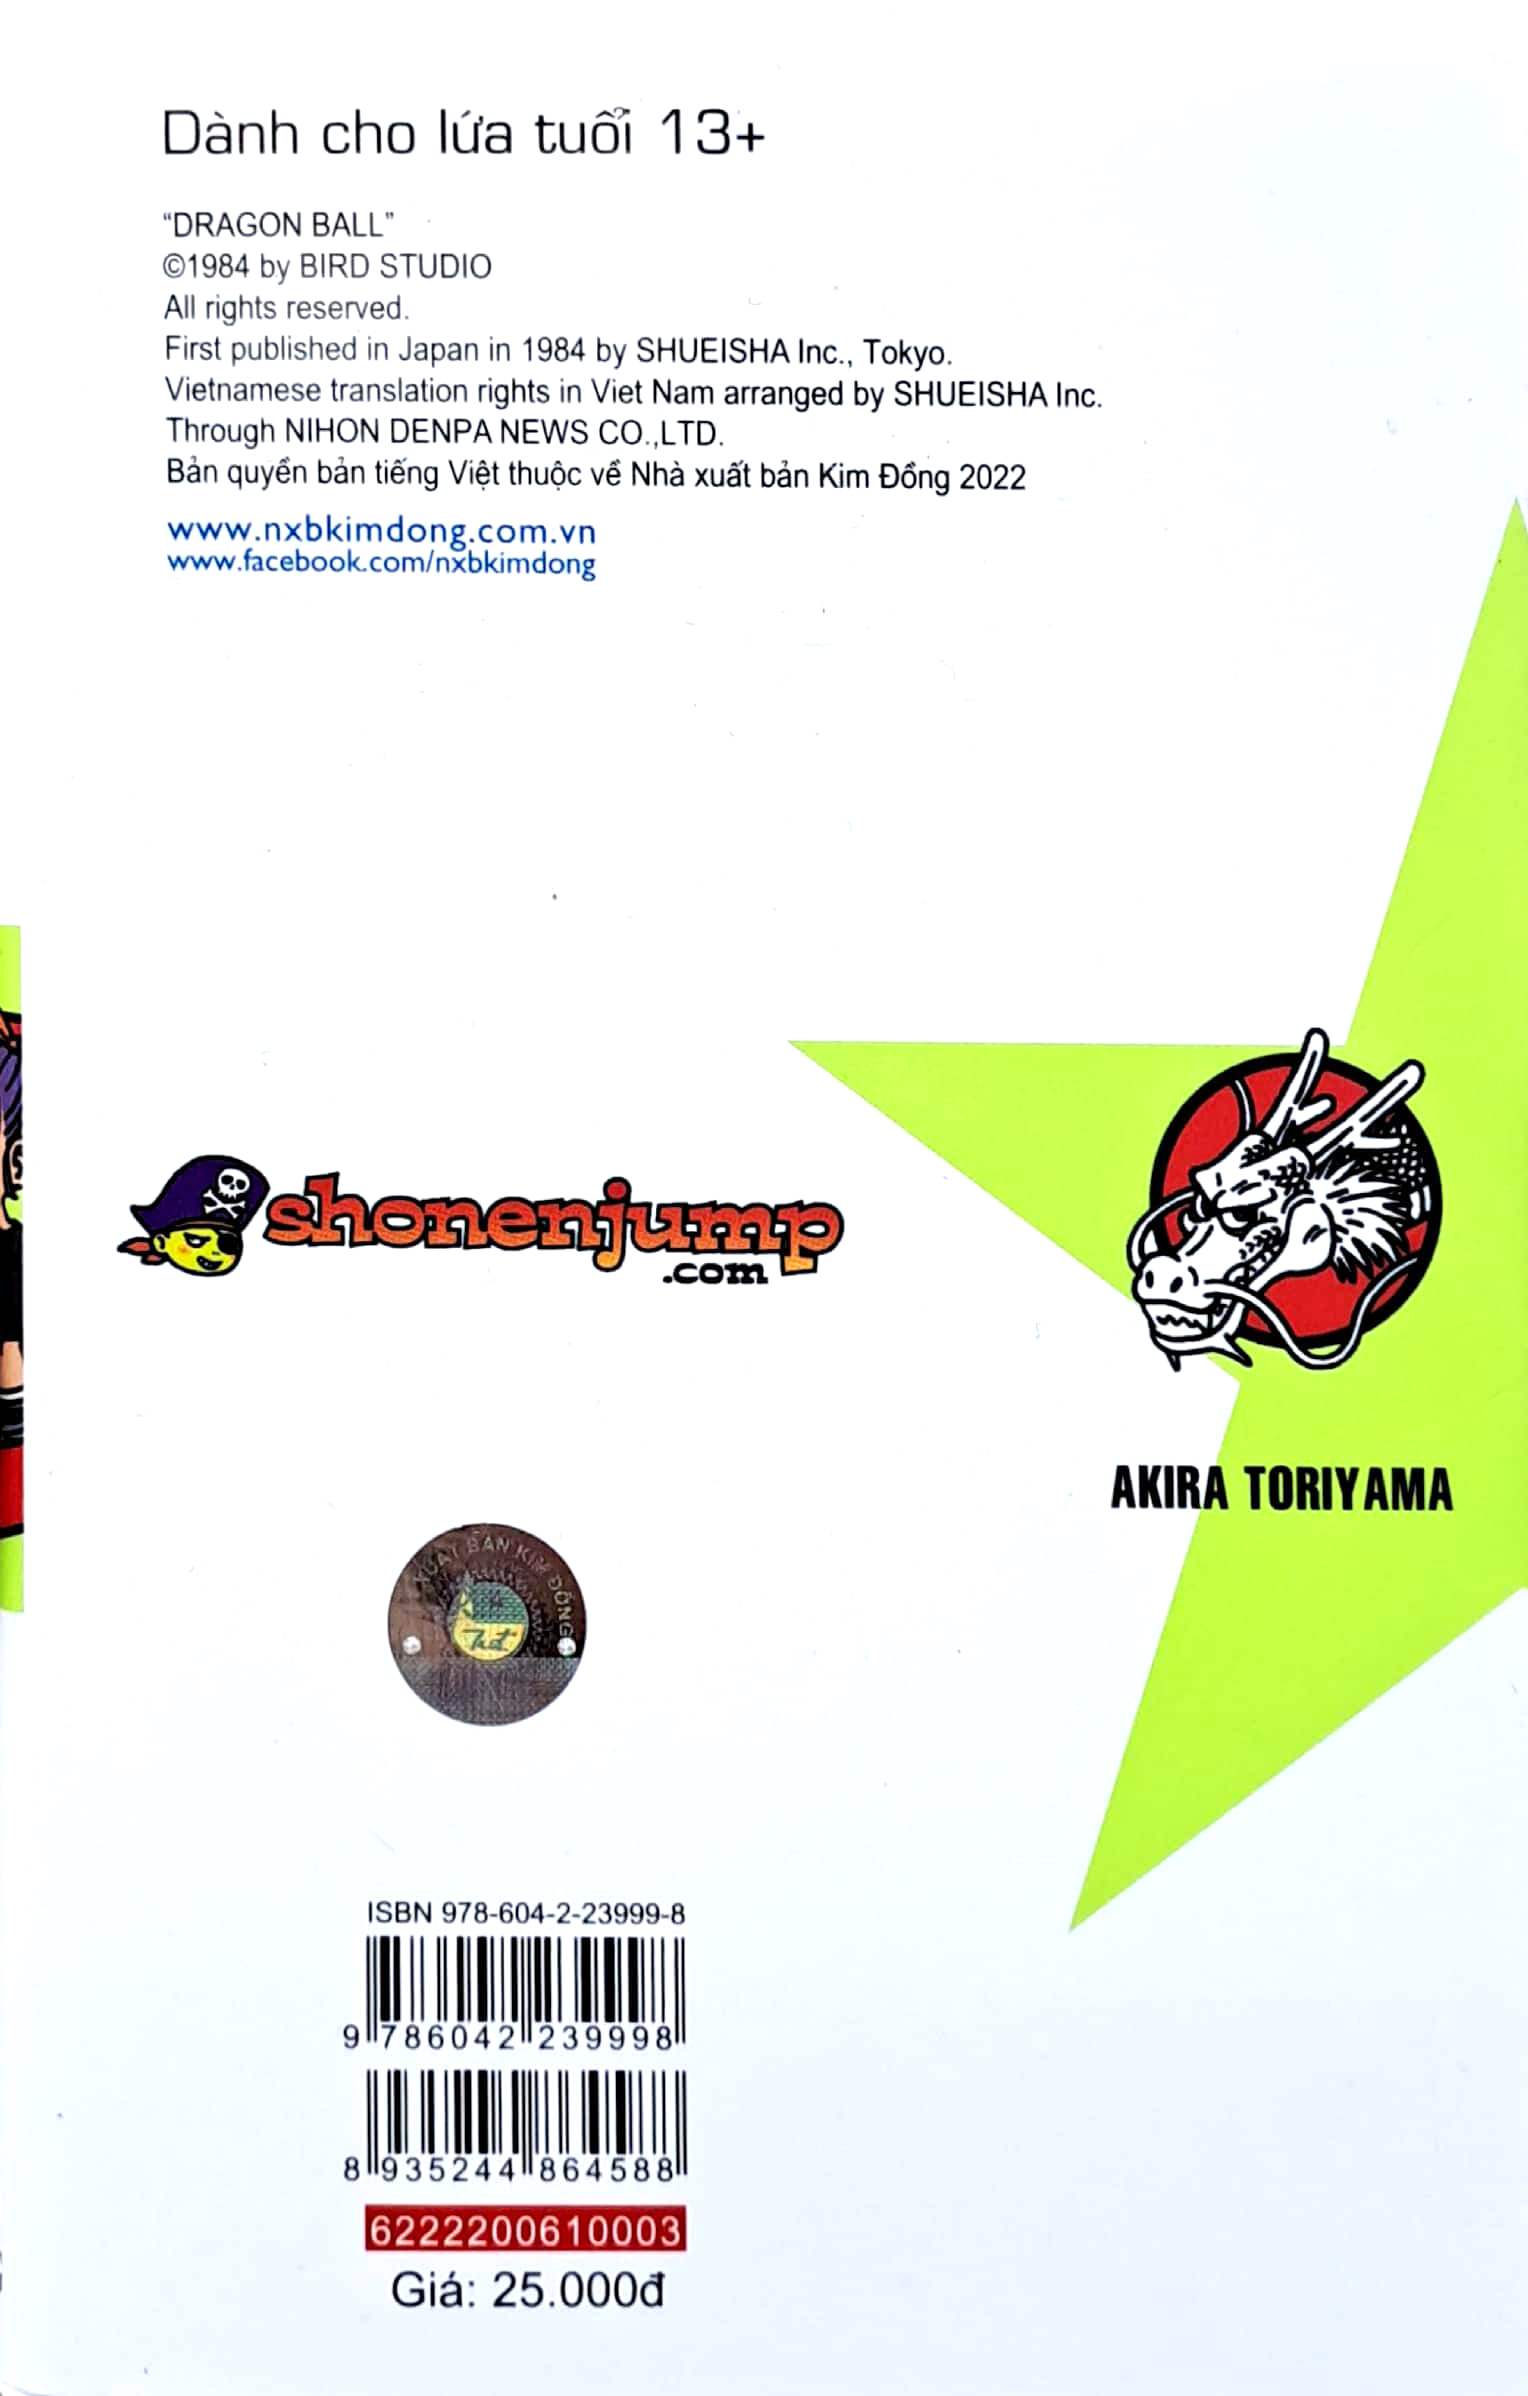 Dành cho lứa tuổi 13+
“DRAGON BALL”
©1984 by BIRD STUDIO
All rights reserved.
First published in Japan in 1984 by SHUEISHA Inc., Tokyo.
Vietnamese translation rights in Viet Nam arranged by SHUEISHA Inc.
Through NIHON DENPA NEWS CO.,LTD.
Bản quyền bản tiếng Việt thuộc về Nhà xuất bản Kim Đồng 2022
www.nxbkimdong.com.vn
www.facebook.com/nxbkimdong
shonenjump
.com
AKIRA TORIYAMA
XUẤT BẢN KIM ĐỒNG
ISBN 978-604-2-23999-8
9 786042 239998
8 935244 864588
6222200610003
Giá: 25.000đ